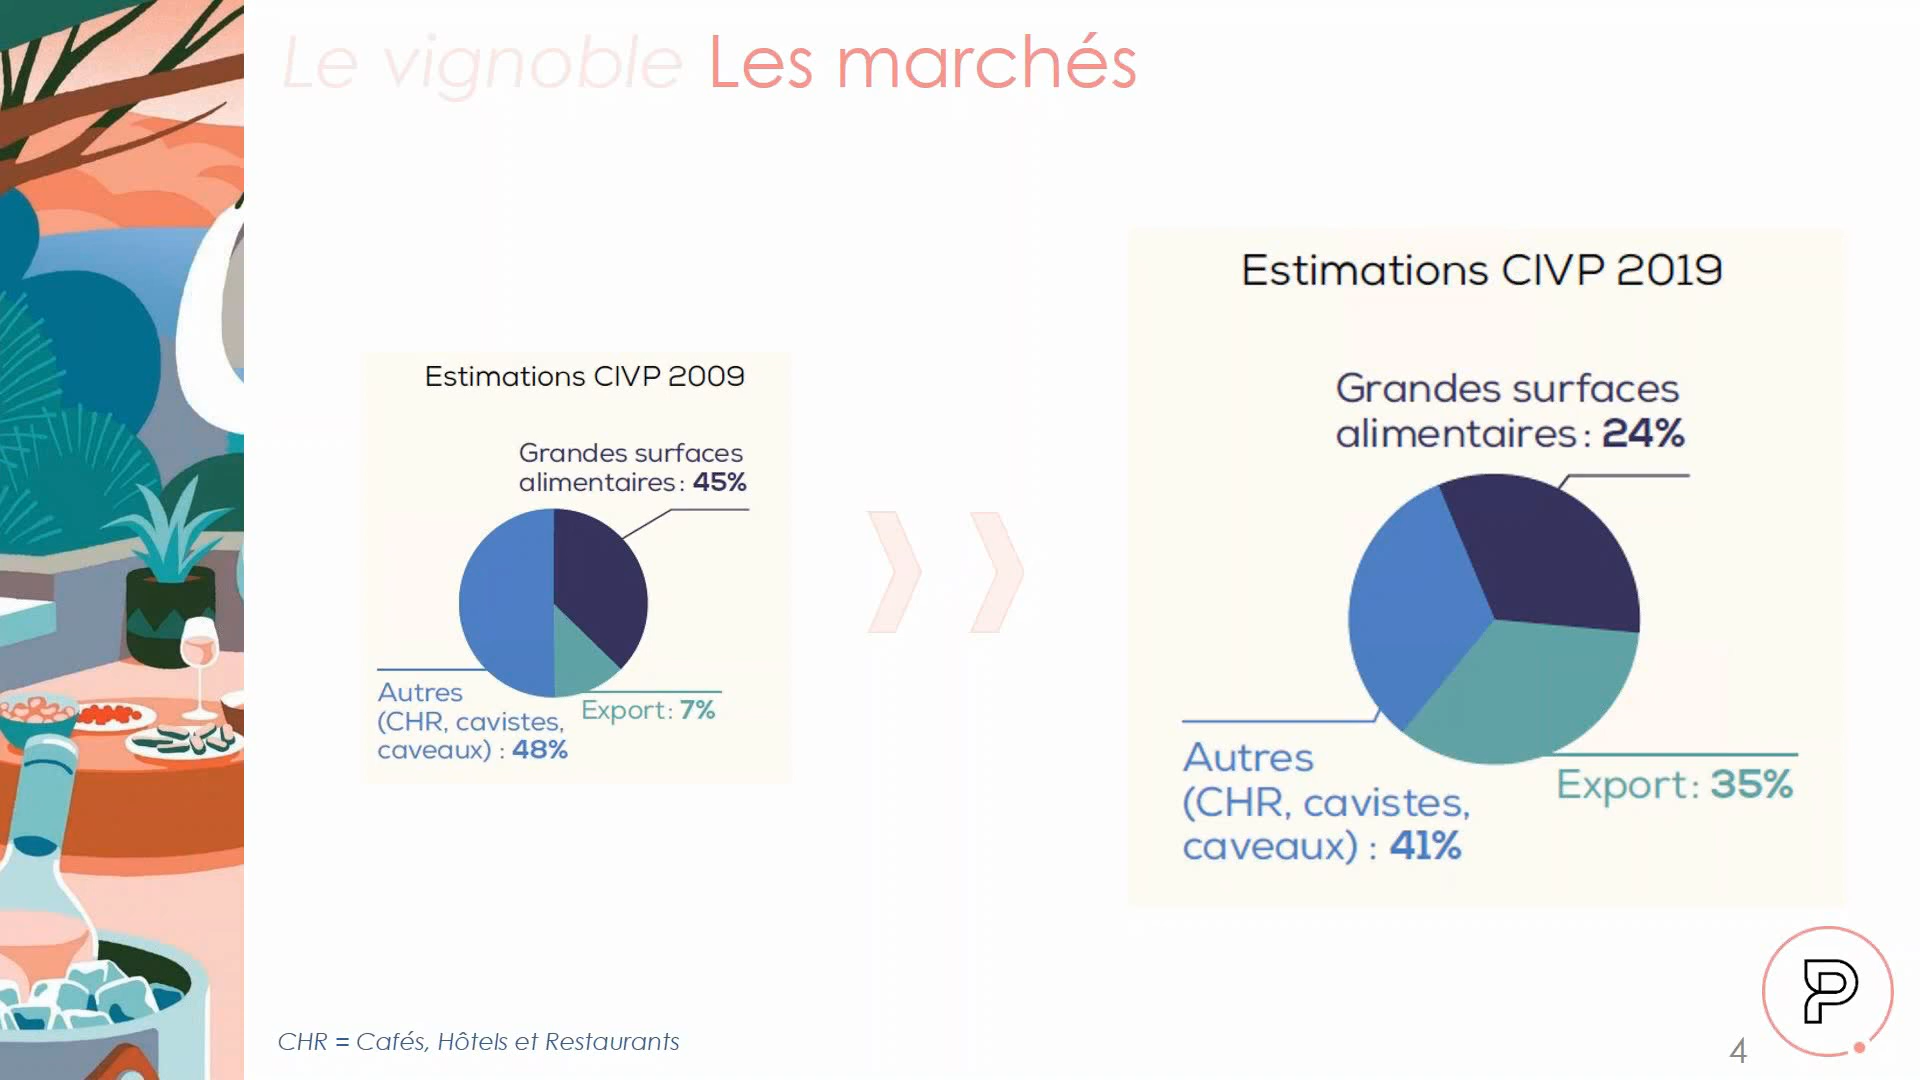 Le vignoble Les marchés
Estimations CIVP 2009
Grandes surfaces
alimentaires : 45%
Autres
(CHR, cavistes,
caveaux) : 48%
Export : 7%
Estimations CIVP 2019
Grandes surfaces
alimentaires : 24%
Autres
(CHR, cavistes,
caveaux) : 41%
Export : 35%
CHR = Cafés, Hôtels et Restaurants
4
P